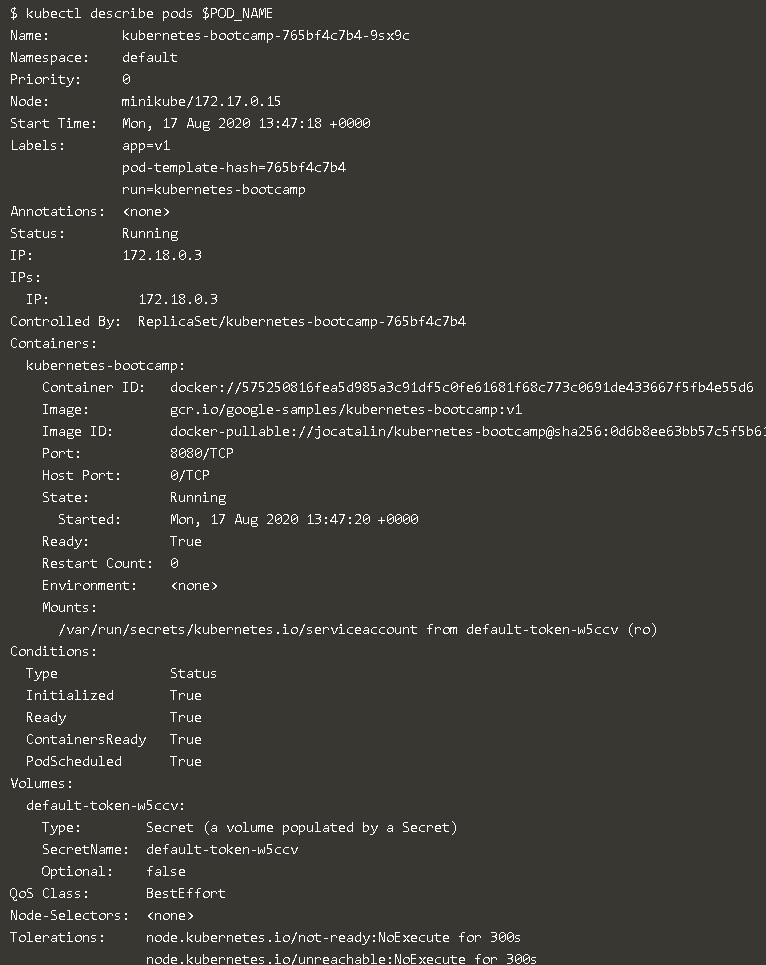 $ kubectl describe pods $POD_NAME
Name:         kubernetes-bootcamp-765bf4c7b4-9sx9c
Namespace:    default
Priority:     0
Node:         minikube/172.17.0.15
Start Time:   Mon, 17 Aug 2020 13:47:18 +0000
Labels:       app=v1
              pod-template-hash=765bf4c7b4
              run=kubernetes-bootcamp
Annotations:  <none>
Status:       Running
IP:           172.18.0.3
IPs:
  IP:           172.18.0.3
Controlled By:  ReplicaSet/kubernetes-bootcamp-765bf4c7b4
Containers:
  kubernetes-bootcamp:
    Container ID:   docker://575250816fea5d985a3c91df5c0fe61681f68c773c0691de433667f5fb4e55d6
    Image:          gcr.io/google-samples/kubernetes-bootcamp:v1
    Image ID:       docker-pullable://jocatalin/kubernetes-bootcamp@sha256:0d6b8ee63bb57c5f5b61
    Port:           8080/TCP
    Host Port:      0/TCP
    State:          Running
      Started:      Mon, 17 Aug 2020 13:47:20 +0000
    Ready:          True
    Restart Count:  0
    Environment:    <none>
    Mounts:
      /var/run/secrets/kubernetes.io/serviceaccount from default-token-w5ccv (ro)
Conditions:
  Type              Status
  Initialized       True
  Ready             True
  ContainersReady   True
  PodScheduled      True
Volumes:
  default-token-w5ccv:
    Type:        Secret (a volume populated by a Secret)
    SecretName:  default-token-w5ccv
    Optional:    false
QoS Class:       BestEffort
Node-Selectors:  <none>
Tolerations:     node.kubernetes.io/not-ready:NoExecute for 300s
                 node.kubernetes.io/unreachable:NoExecute for 300s